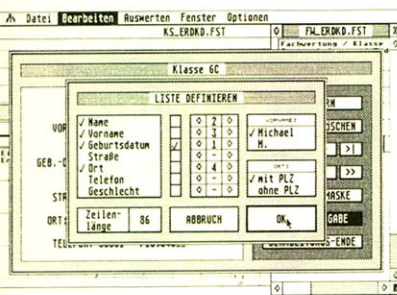 Datei Bearbeiten Auswerten Fenster Optionen
KS_ERDKD.FST
FW_ERDKD.FST
Fachwertung / Klasse
Klasse 6C
LISTE DEFINIEREN
✓ Name
✓ Vorname
✓ Geburtsdatum
Straße
✓ Ort
Telefon
Geschlecht
✓
2
3
1
-
4
-
-
VORNAME:
✓ Michael
M.
ORT:
✓ mit PLZ
ohne PLZ
Zeilen-
länge
86
ABBRUCH
OK
VOR
GEB.-
STR
ORT:
RN
SCHEN
>|
>>
MASKE
GABE
-ENDE